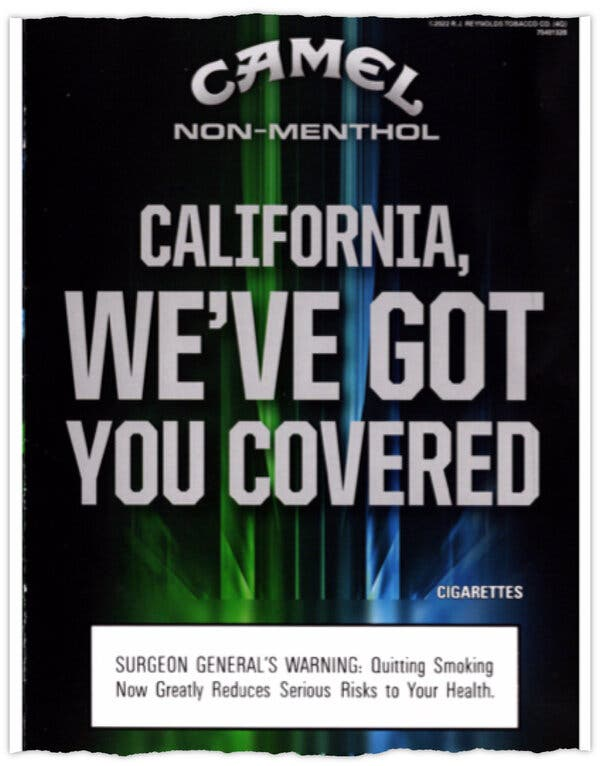 ©2022 R.J. REYNOLDS TOBACCO CO. (4Q)
CAMEL
NON-MENTHOL
CALIFORNIA,
WE'VE GOT
YOU COVERED
CIGARETTES
SURGEON GENERAL'S WARNING: Quitting Smoking
Now Greatly Reduces Serious Risks to Your Health.